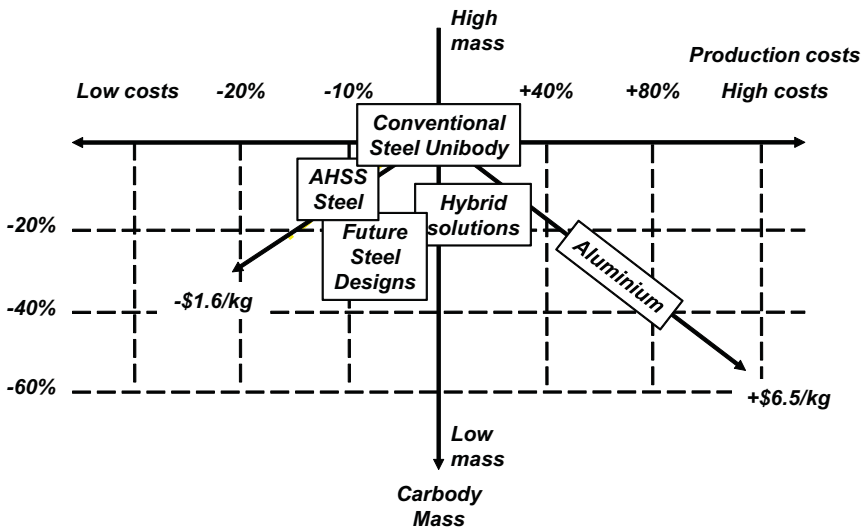 High
mass
Production costs
Low costs
-20%
-10%
+40%
+80%
High costs
Conventional
Steel Unibody
AHSS
Steel
Hybrid
solutions
-20%
Future
Steel
Designs
Aluminium
-$1.6/kg
-40%
-60%
+$6.5/kg
Low
mass
Carbody
Mass